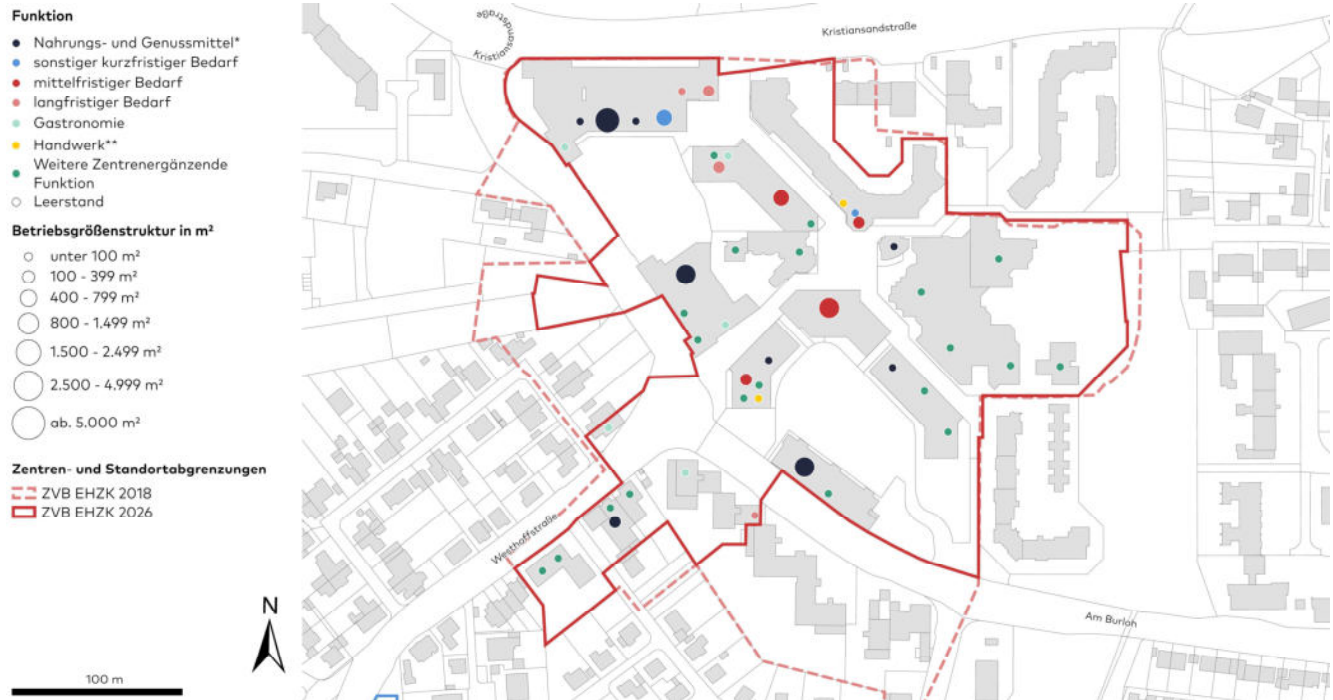 Funktion
Nahrungs- und Genussmittel*
sonstiger kurzfristiger Bedarf
mittelfristiger Bedarf
langfristiger Bedarf
Gastronomie
Handwerk**
Weitere Zentrenergänzende
Funktion
Leerstand
Betriebsgrößenstruktur in m²
unter 100 m²
100 - 399 m²
400 - 799 m²
800 - 1.499 m²
1.500 - 2.499 m²
2.500 - 4.999 m²
ab. 5.000 m²
Zentren- und Standortabgrenzungen
ZVB EHZK 2018
ZVB EHZK 2026
N
100 m
Kristiansandstraße
Kristiansandstraße
Westhoffstraße
Am Burloh